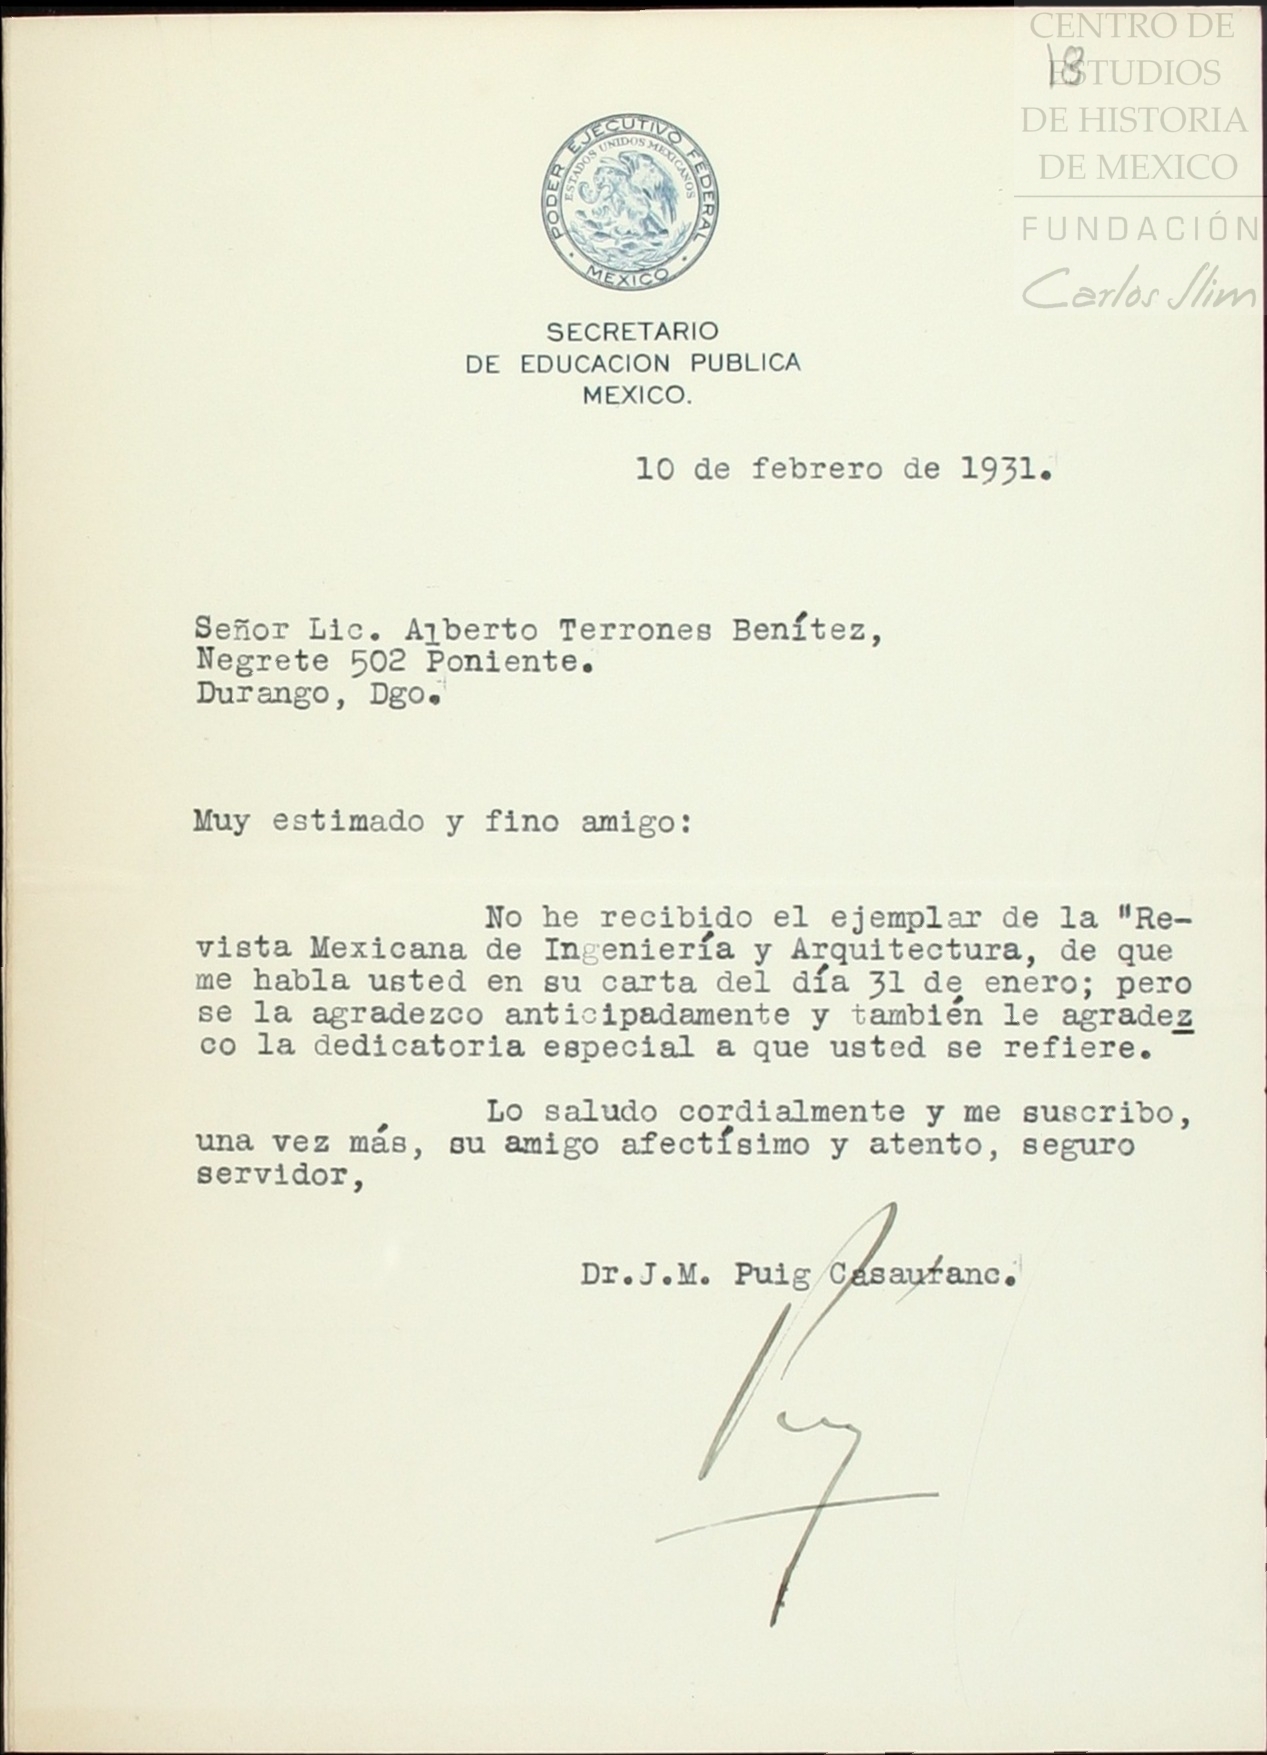 CENTRO DE
ESTUDIOS
DE HISTORIA
DE MEXICO
FUNDACIÓN
Carlos Slim
18
PODER EJECUTIVO FEDERAL
ESTADOS UNIDOS MEXICANOS
MEXICO
SECRETARIO
DE EDUCACION PUBLICA
MEXICO.
10 de febrero de 1931.
Señor Lic. Alberto Terrones Benítez,
Negrete 502 Poniente.
Durango, Dgo.
Muy estimado y fino amigo:
No he recibido el ejemplar de la "Re-
vista Mexicana de Ingeniería y Arquitectura, de que
me habla usted en su carta del día 31 de enero; pero
se la agradezco anticipadamente y también le agradez
co la dedicatoria especial a que usted se refiere.
Lo saludo cordialmente y me suscribo,
una vez más, su amigo afectísimo y atento, seguro
servidor,
Dr.J.M. Puig Casauranc.
Puig